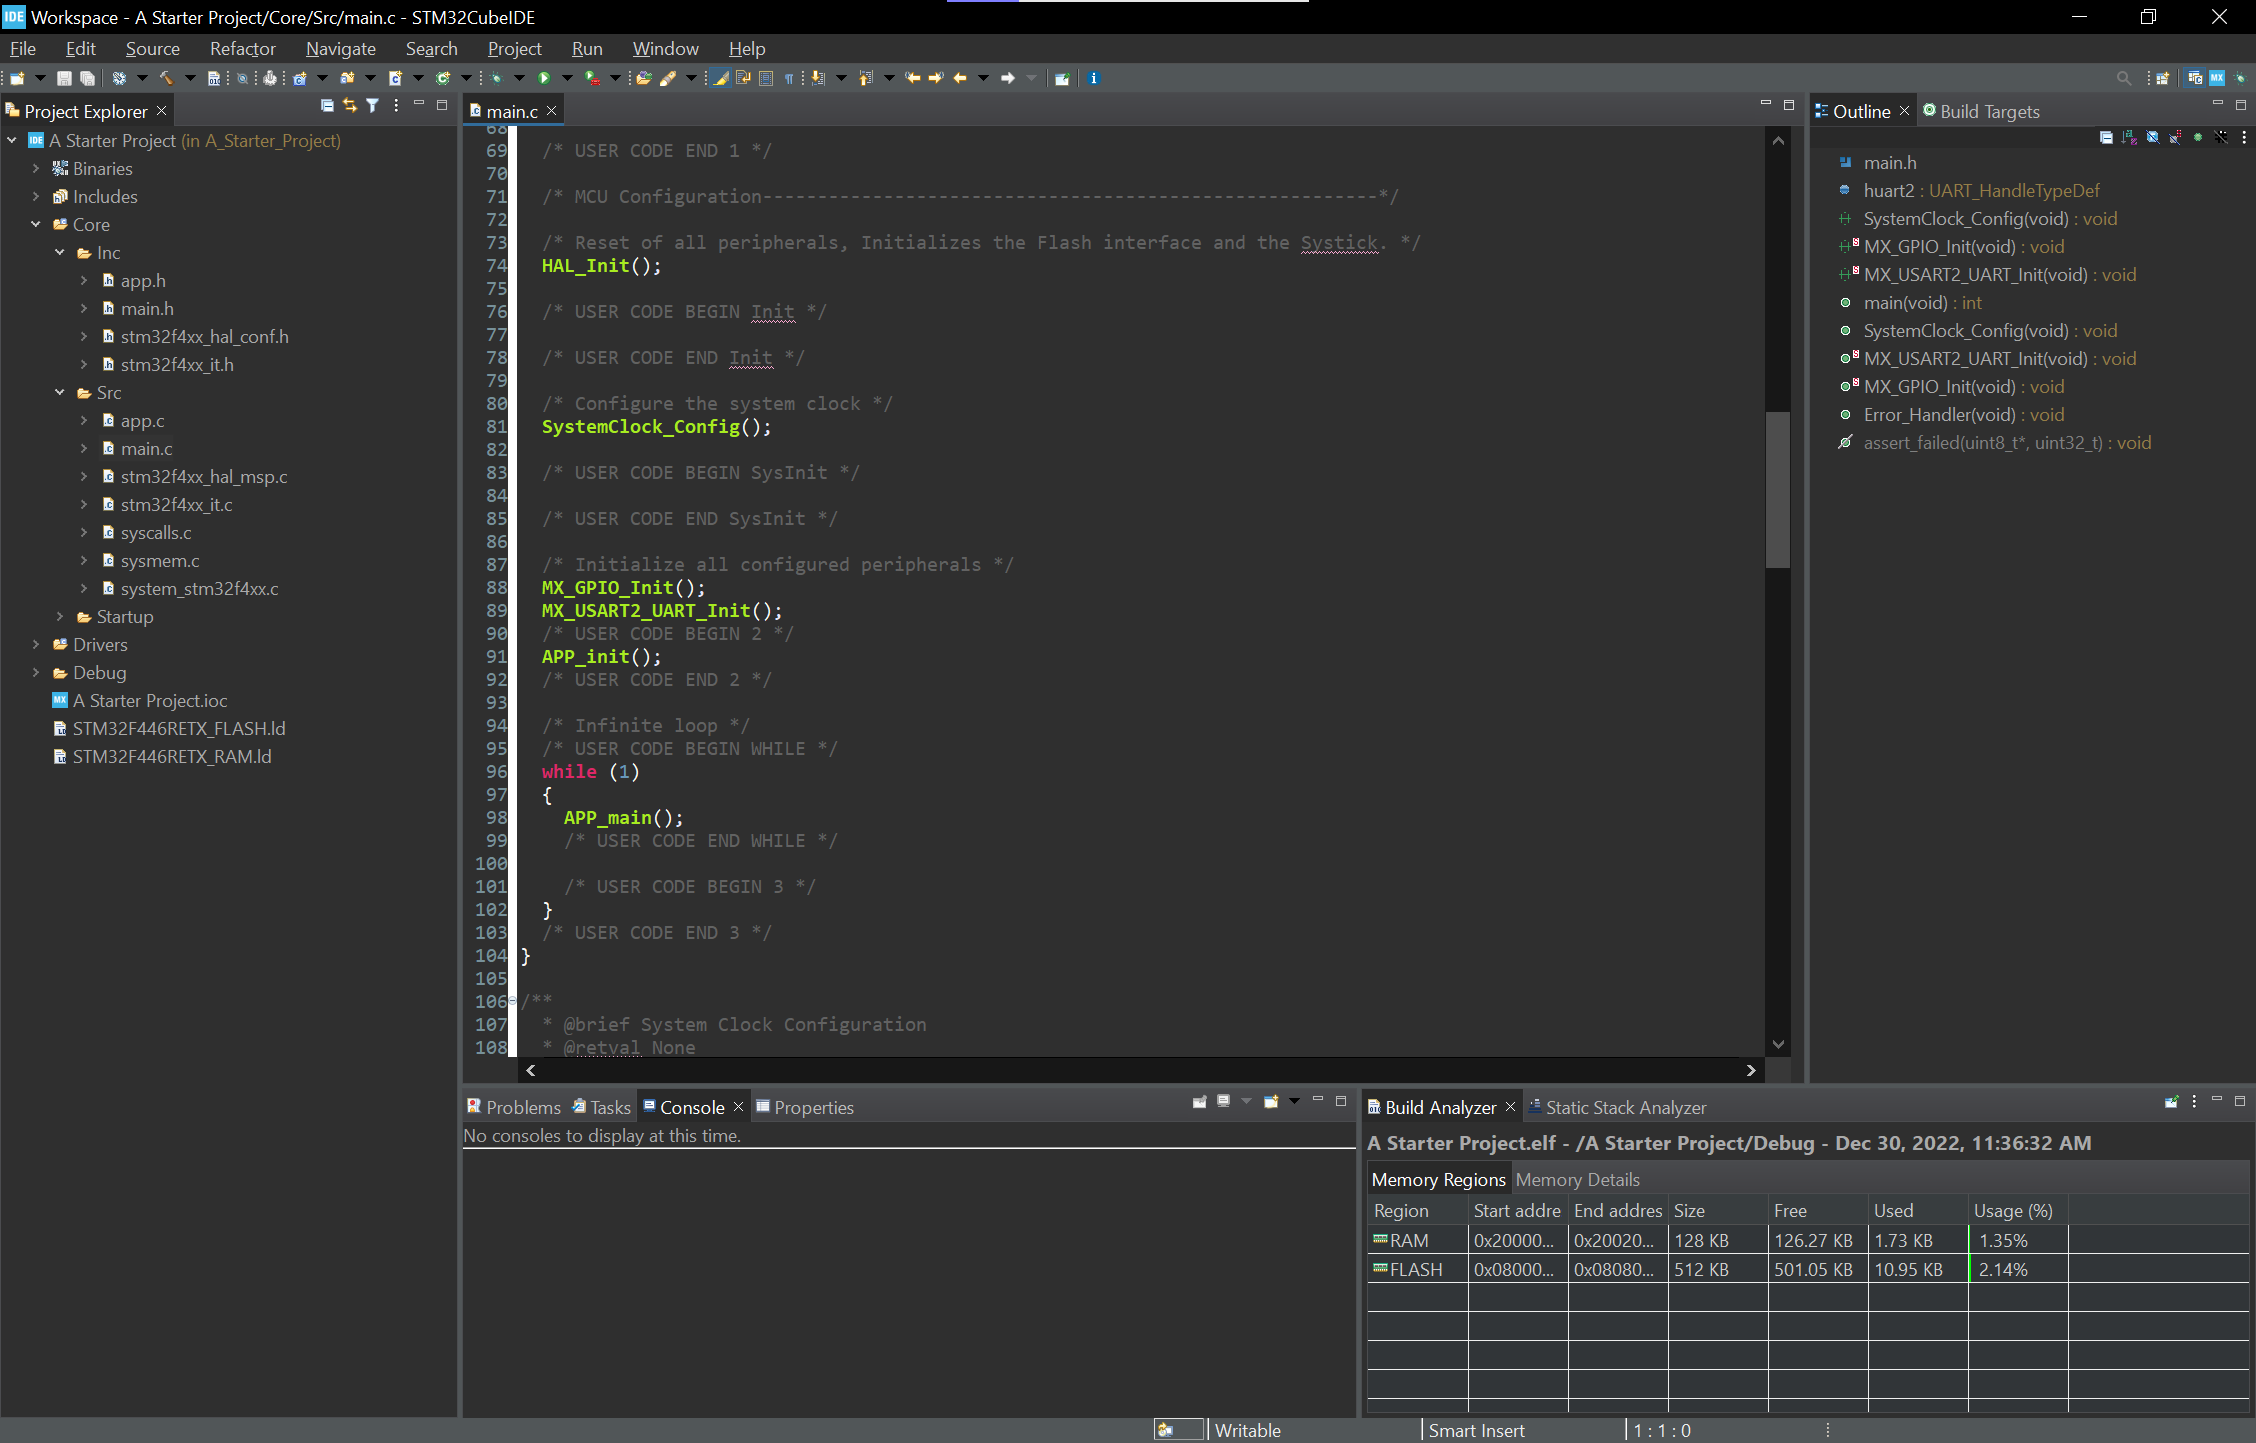 IDE Workspace - A Starter Project/Core/Src/main.c - STM32CubeIDE
File Edit Source Refactor Navigate Search Project Run Window Help
Project Explorer
A Starter Project (in A_Starter_Project)
Binaries
Includes
Core
Inc
app.h
main.h
stm32f4xx_hal_conf.h
stm32f4xx_it.h
Src
app.c
main.c
stm32f4xx_hal_msp.c
stm32f4xx_it.c
syscalls.c
sysmem.c
system_stm32f4xx.c
Startup
Drivers
Debug
MX A Starter Project.ioc
STM32F446RETX_FLASH.ld
STM32F446RETX_RAM.ld
main.c
68
69 /* USER CODE END 1 */
70
71 /* MCU Configuration--------------------------------------------------------*/
72
73 /* Reset of all peripherals, Initializes the Flash interface and the Systick. */
74 HAL_Init();
75
76 /* USER CODE BEGIN Init */
77
78 /* USER CODE END Init */
79
80 /* Configure the system clock */
81 SystemClock_Config();
82
83 /* USER CODE BEGIN SysInit */
84
85 /* USER CODE END SysInit */
86
87 /* Initialize all configured peripherals */
88 MX_GPIO_Init();
89 MX_USART2_UART_Init();
90 /* USER CODE BEGIN 2 */
91 APP_init();
92 /* USER CODE END 2 */
93
94 /* Infinite loop */
95 /* USER CODE BEGIN WHILE */
96 while (1)
97 {
98 APP_main();
99 /* USER CODE END WHILE */
100
101 /* USER CODE BEGIN 3 */
102 }
103 /* USER CODE END 3 */
104 }
105
106 /**
107 * @brief System Clock Configuration
108 * @retval None
Outline Build Targets
main.h
huart2 : UART_HandleTypeDef
SystemClock_Config(void) : void
MX_GPIO_Init(void) : void
MX_USART2_UART_Init(void) : void
main(void) : int
SystemClock_Config(void) : void
MX_USART2_UART_Init(void) : void
MX_GPIO_Init(void) : void
Error_Handler(void) : void
assert_failed(uint8_t*, uint32_t) : void
Problems Tasks Console Properties
No consoles to display at this time.
Build Analyzer Static Stack Analyzer
A Starter Project.elf - /A Starter Project/Debug - Dec 30, 2022, 11:36:32 AM
Memory Regions Memory Details
Region Start addre End addres Size Free Used Usage (%)
RAM 0x20000... 0x20020... 128 KB 126.27 KB 1.73 KB 1.35%
FLASH 0x08000... 0x08080... 512 KB 501.05 KB 10.95 KB 2.14%
Writable Smart Insert 1 : 1 : 0